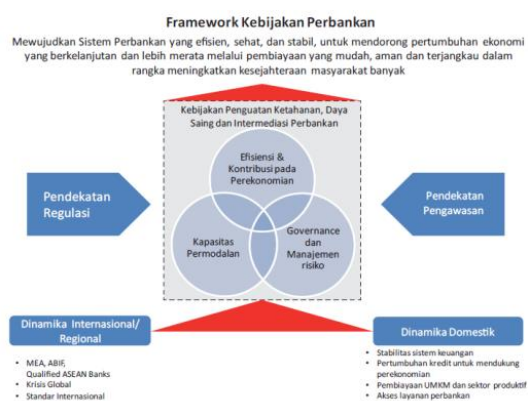 Framework Kebijakan Perbankan
Mewujudkan Sistem Perbankan yang efisien, sehat, dan stabil, untuk mendorong pertumbuhan ekonomi
yang berkelanjutan dan lebih merata melalui pembiayaan yang mudah, aman dan terjangkau dalam
rangka meningkatkan kesejahteraan masyarakat banyak
Kebijakan Penguatan Ketahanan, Daya
Saing dan Intermediasi Perbankan
Efisiensi &
Kontribusi pada
Perekonomian
Pendekatan
Regulasi
Pendekatan
Pengawasan
Kapasitas
Permodalan
Governance
dan
Manajemen
risiko
Dinamika Internasional/
Regional
• MEA, ABIF,
Qualified ASEAN Banks
• Krisis Global
• Standar Internasional
Dinamika Domestik
• Stabilitas sistem keuangan
• Pertumbuhan kredit untuk mendukung
perekonomian
• Pembiayaan UMKM dan sektor produktif
• Akses layanan perbankan